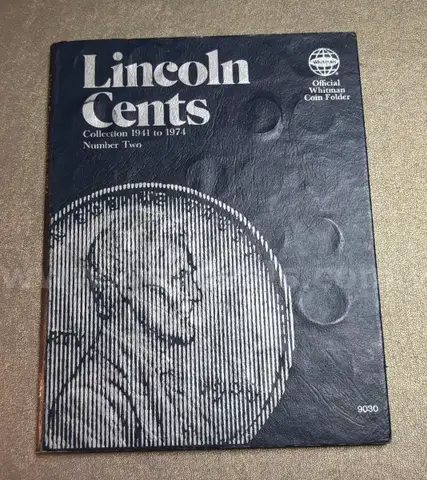 Lincoln
Cents
Collection 1941 to 1974
Number Two
WHITMAN
®
Official
Whitman
Coin Folder
9030